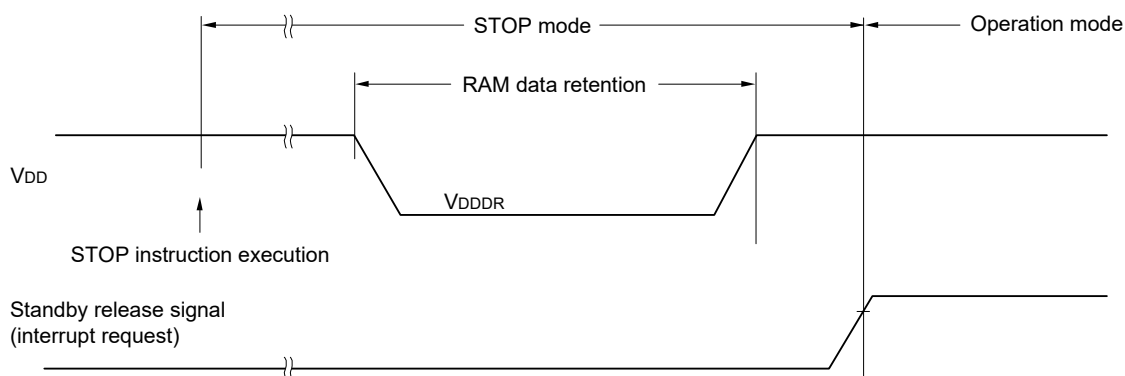 STOP mode
Operation mode
RAM data retention
VDD
VDDDR
STOP instruction execution
Standby release signal
(interrupt request)